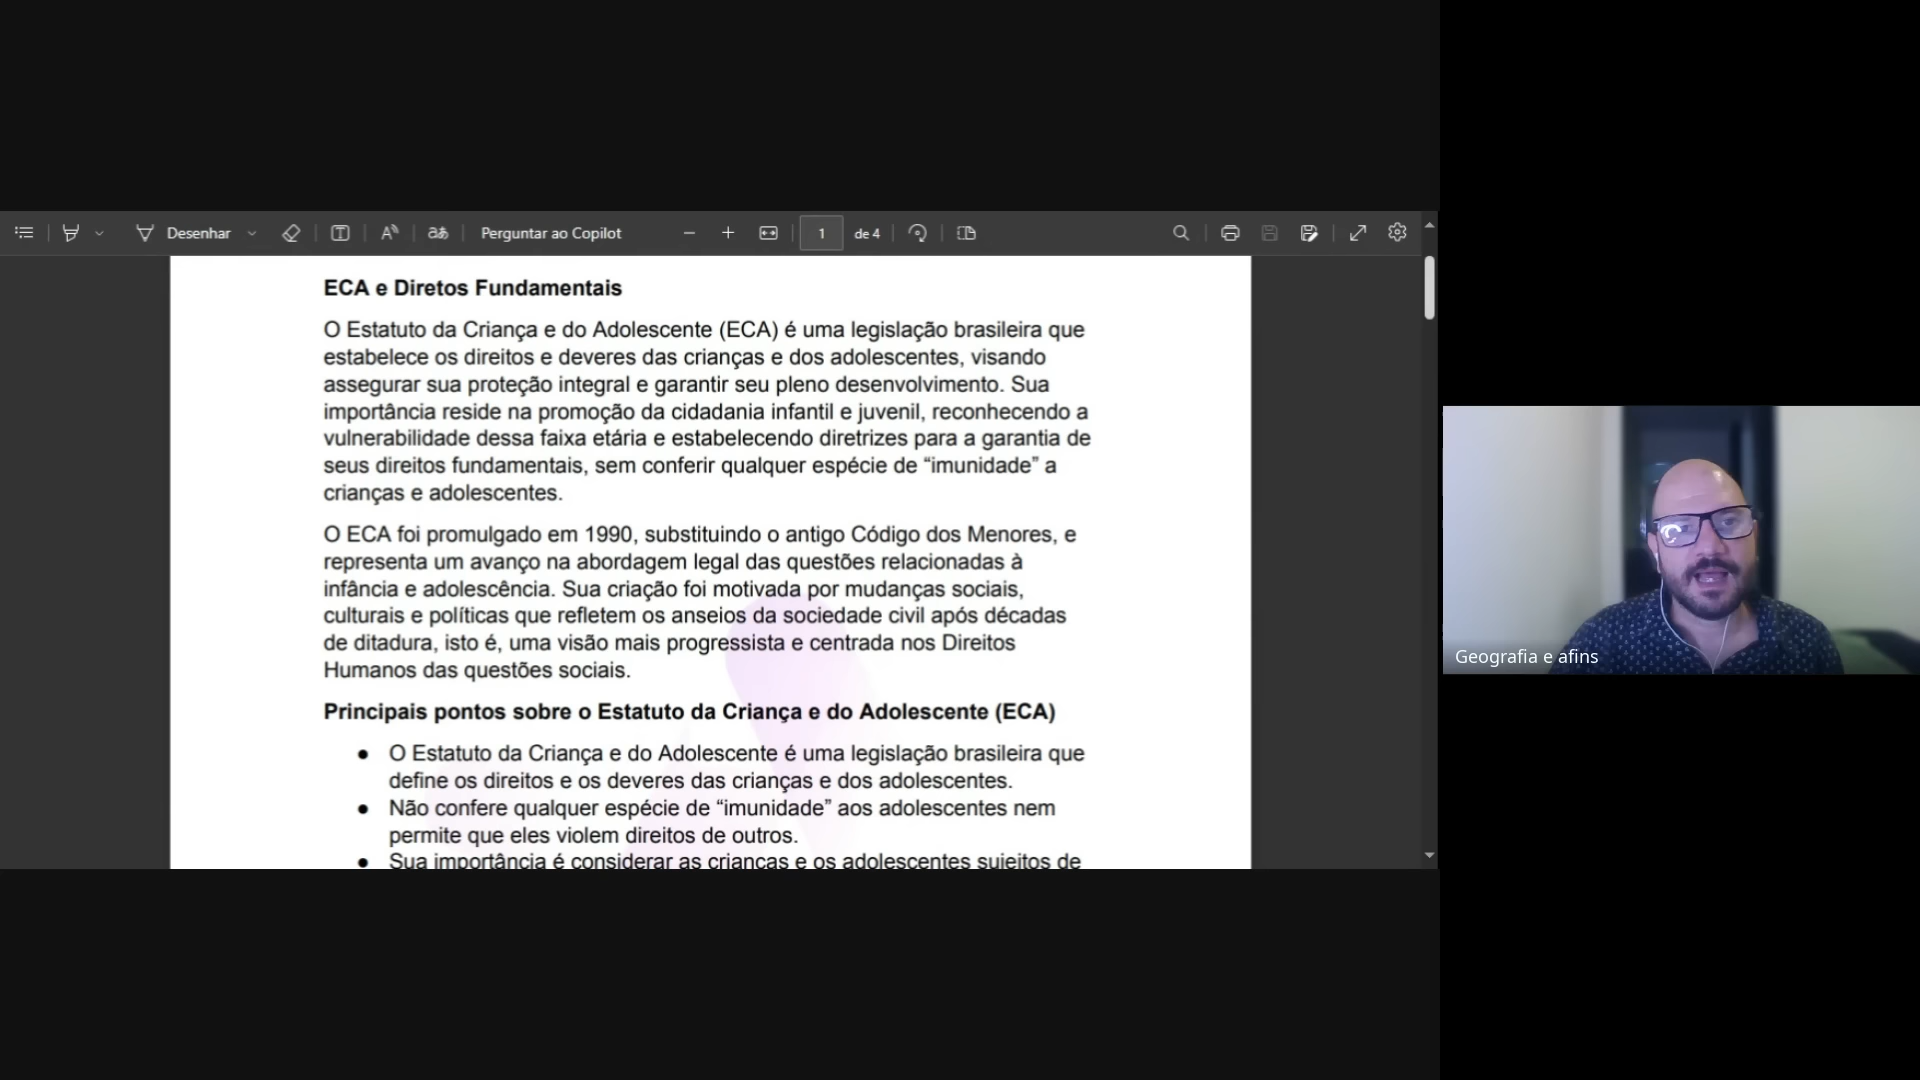 Desenhar
Perguntar ao Copilot
1 de 4
ECA e Diretos Fundamentais
O Estatuto da Criança e do Adolescente (ECA) é uma legislação brasileira que
estabelece os direitos e deveres das crianças e dos adolescentes, visando
assegurar sua proteção integral e garantir seu pleno desenvolvimento. Sua
importância reside na promoção da cidadania infantil e juvenil, reconhecendo a
vulnerabilidade dessa faixa etária e estabelecendo diretrizes para a garantia de
seus direitos fundamentais, sem conferir qualquer espécie de “imunidade” a
crianças e adolescentes.
O ECA foi promulgado em 1990, substituindo o antigo Código dos Menores, e
representa um avanço na abordagem legal das questões relacionadas à
infância e adolescência. Sua criação foi motivada por mudanças sociais,
culturais e políticas que refletem os anseios da sociedade civil após décadas
de ditadura, isto é, uma visão mais progressista e centrada nos Direitos
Humanos das questões sociais.
Principais pontos sobre o Estatuto da Criança e do Adolescente (ECA)
● O Estatuto da Criança e do Adolescente é uma legislação brasileira que
define os direitos e os deveres das crianças e dos adolescentes.
● Não confere qualquer espécie de “imunidade” aos adolescentes nem
permite que eles violem direitos de outros.
● Sua importância é considerar as crianças e os adolescentes sujeitos de
Geografia e afins